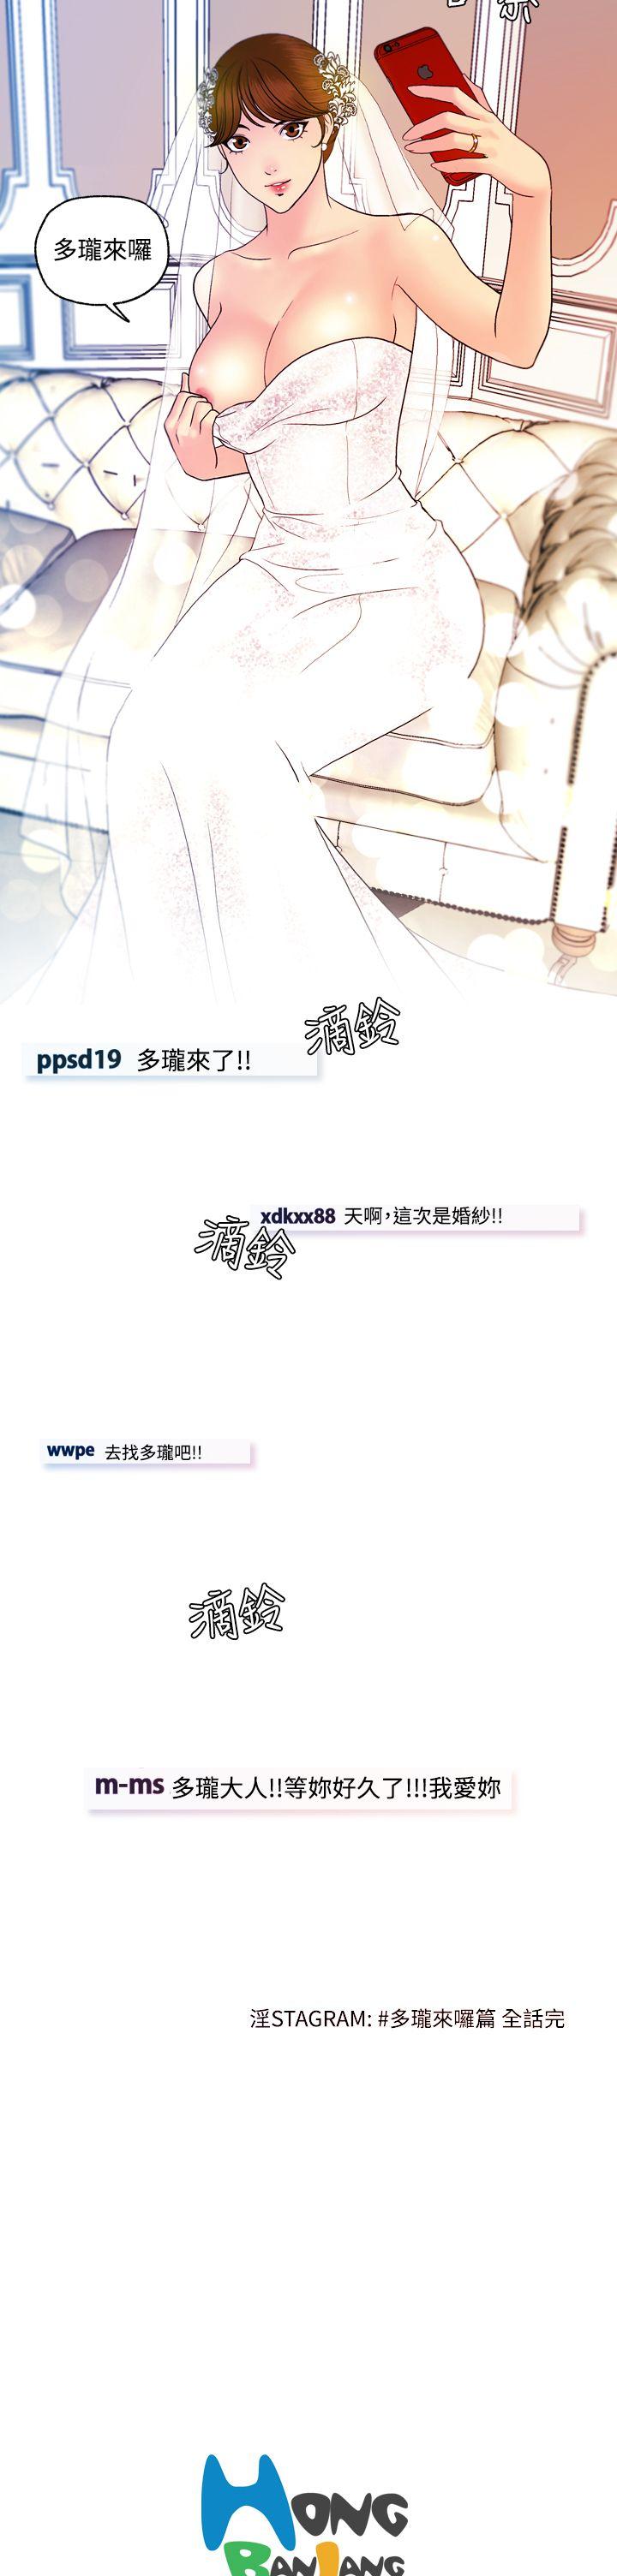 多瓏來囉
滴鈴
ppsd19 多瓏來了!!
xdkxx88 天啊,這次是婚紗!!
滴鈴
wwpe 去找多瓏吧!!
滴鈴
m-ms 多瓏大人!!等妳好久了!!!我愛妳
淫STAGRAM: #多瓏來囉篇 全話完
HONG
BANJANG